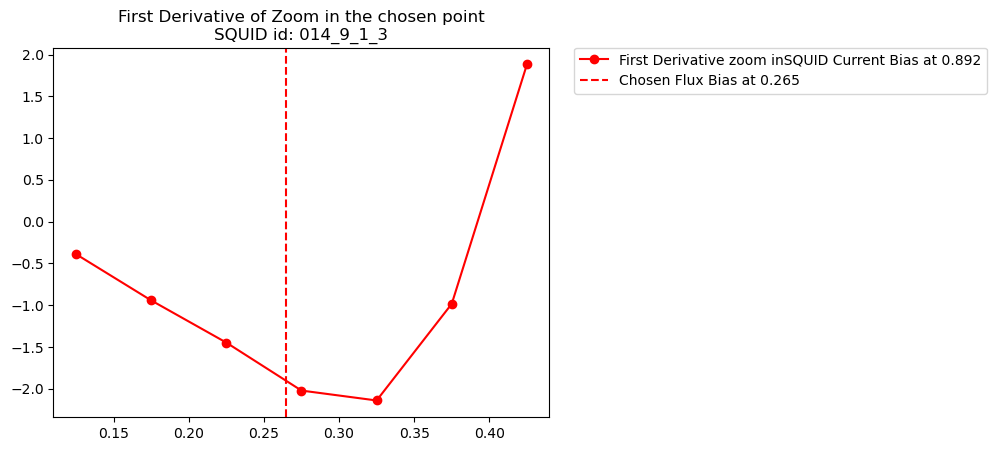 First Derivative of Zoom in the chosen point
SQUID id: 014_9_1_3
First Derivative zoom inSQUID Current Bias at 0.892
Chosen Flux Bias at 0.265
2.0
1.5
1.0
0.5
0.0
−0.5
−1.0
−1.5
−2.0
0.15 0.20 0.25 0.30 0.35 0.40